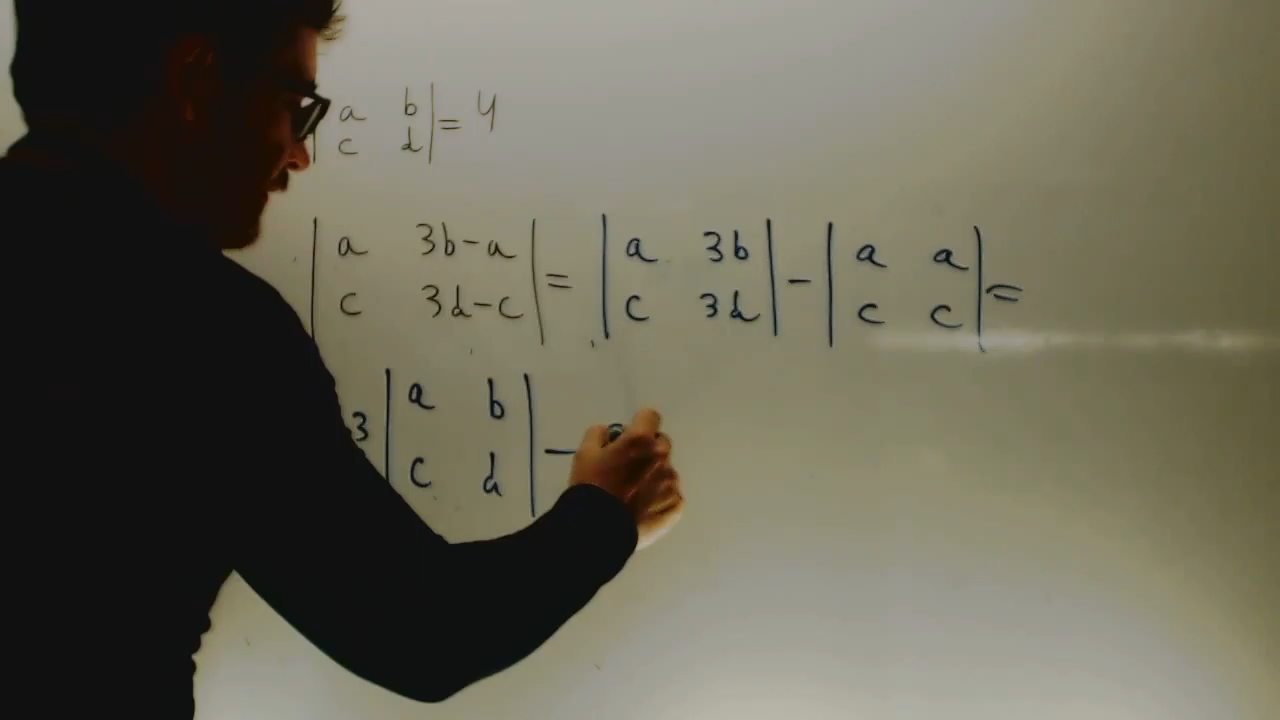 | a b | = 4
| c d |
| a 3b-a | = | a 3b | - | a a | =
| c 3d-c | | c 3d | | c c |
3 | a b | -
| c d |